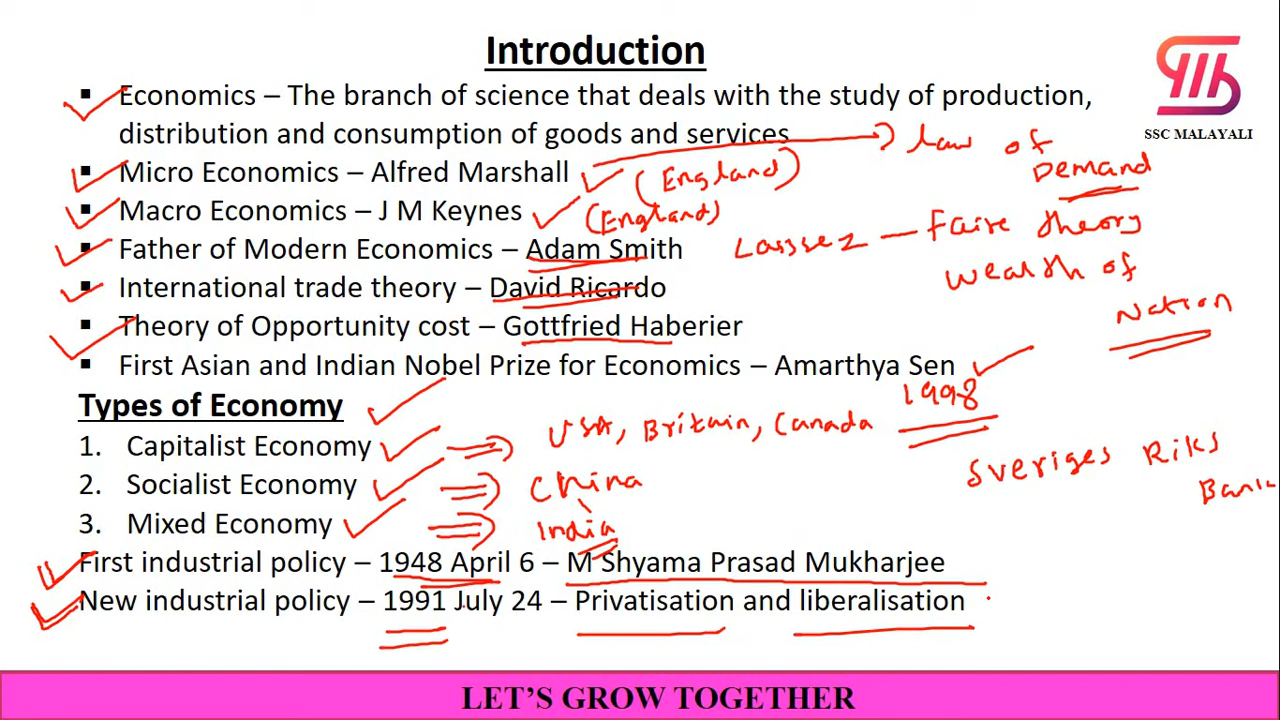 Introduction
▪ Economics – The branch of science that deals with the study of production,
distribution and consumption of goods and services
SSC MALAYALI
law of
Demand
▪ Micro Economics – Alfred Marshall (England)
▪ Macro Economics – J M Keynes (England)
▪ Father of Modern Economics – Adam Smith
Laissez – Faire theory
Wealth of
Nation
▪ International trade theory – David Ricardo
▪ Theory of Opportunity cost – Gottfried Haberier
▪ First Asian and Indian Nobel Prize for Economics – Amarthya Sen
1998
Sveriges Riks
Bank
Types of Economy
1. Capitalist Economy ⇒ USA, Britain, Canada
2. Socialist Economy ⇒ China
3. Mixed Economy ⇒ India
First industrial policy – 1948 April 6 – M Shyama Prasad Mukharjee
New industrial policy – 1991 July 24 – Privatisation and liberalisation
LET'S GROW TOGETHER